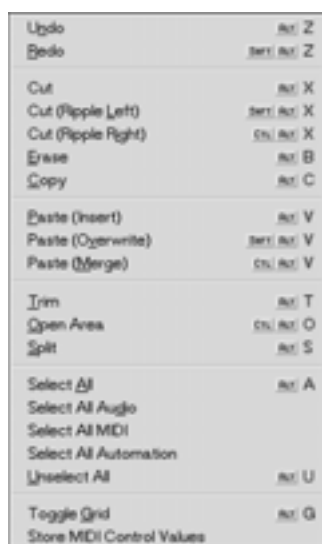 Undo ALT Z
Redo SHFT ALT Z
Cut ALT X
Cut (Ripple Left) SHFT ALT X
Cut (Ripple Right) CTL ALT X
Erase ALT B
Copy ALT C
Paste (Insert) ALT V
Paste (Overwrite) SHFT ALT V
Paste (Merge) CTL ALT V
Trim ALT T
Open Area CTL ALT O
Split ALT S
Select All ALT A
Select All Audio
Select All MIDI
Select All Automation
Unselect All ALT U
Toggle Grid ALT G
Store MIDI Control Values